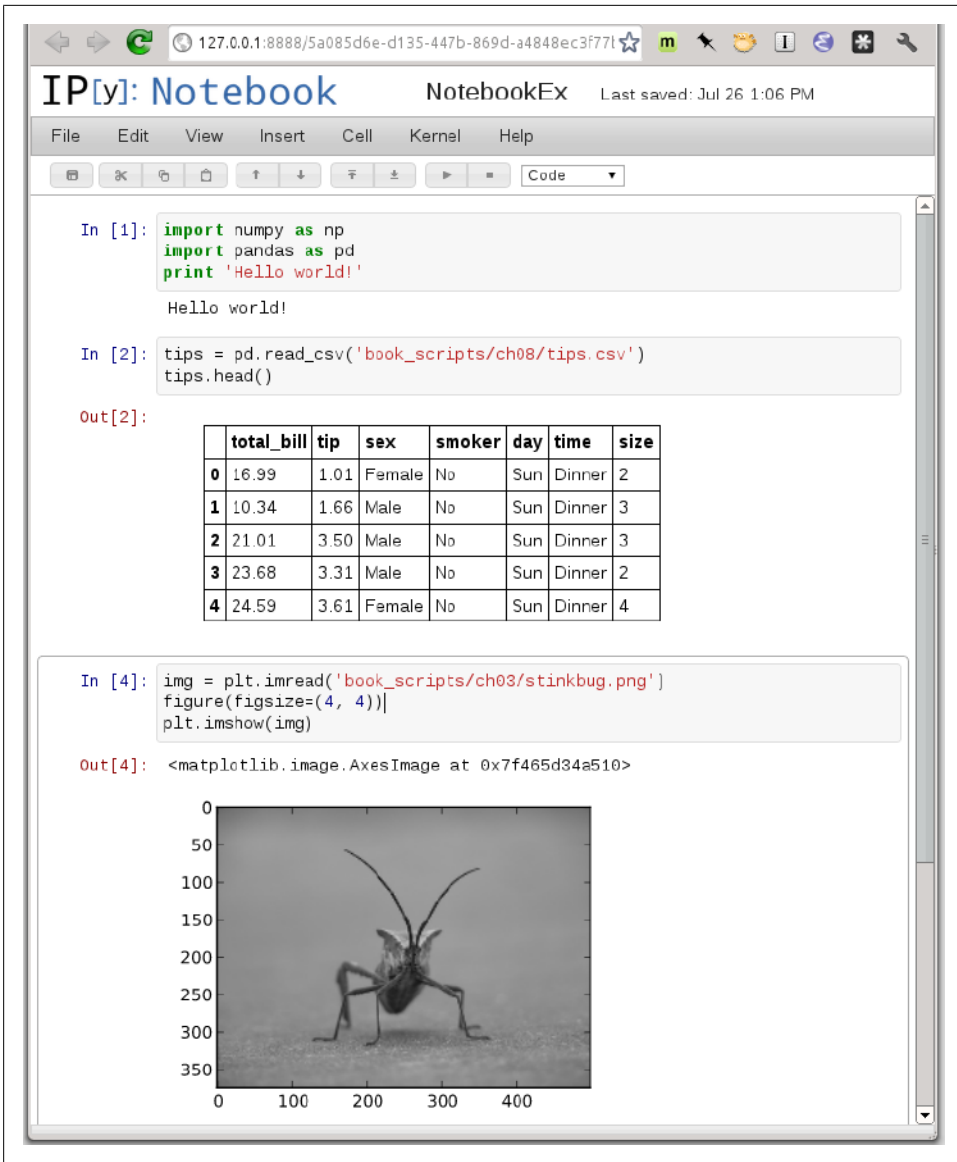 127.0.0.1:8888/5a085d6e-d135-447b-869d-a4848ec3f77b
IP[y]: Notebook NotebookEx Last saved: Jul 26 1:06 PM
File Edit View Insert Cell Kernel Help
Code
In [1]: import numpy as np
import pandas as pd
print 'Hello world!'
Hello world!
In [2]: tips = pd.read_csv('book_scripts/ch08/tips.csv')
tips.head()
Out[2]:
total_bill tip sex smoker day time size
0 16.99 1.01 Female No Sun Dinner 2
1 10.34 1.66 Male No Sun Dinner 3
2 21.01 3.50 Male No Sun Dinner 3
3 23.68 3.31 Male No Sun Dinner 2
4 24.59 3.61 Female No Sun Dinner 4
In [4]: img = plt.imread('book_scripts/ch03/stinkbug.png')
figure(figsize=(4, 4))
plt.imshow(img)
Out[4]: <matplotlib.image.AxesImage at 0x7f465d34a510>
0
50
100
150
200
250
300
350
0 100 200 300 400